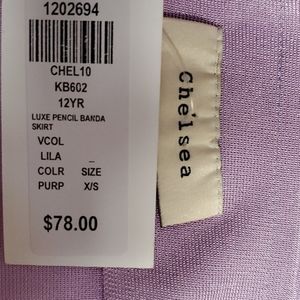 1202694
CHEL10
KB602
12YR
LUXE PENCIL BANDA
SKIRT
VCOL
LILA _
COLR SIZE
PURP X/S
$78.00
Chelsea